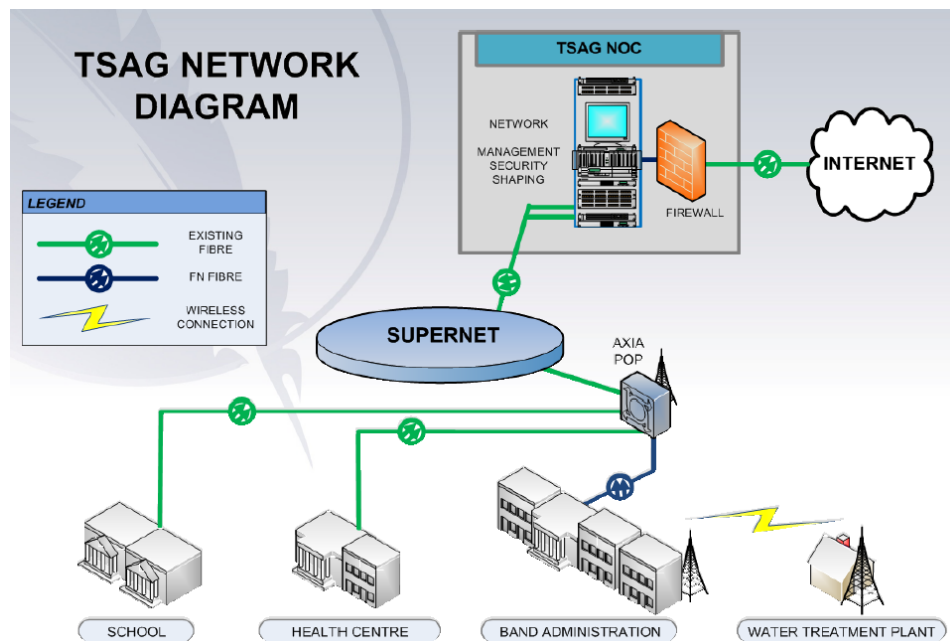 TSAG NETWORK
DIAGRAM
TSAG NOC
NETWORK
MANAGEMENT
SECURITY
SHAPING
FIREWALL
INTERNET
LEGEND
EXISTING
FIBRE
FN FIBRE
WIRELESS
CONNECTION
SUPERNET
AXIA
POP
SCHOOL
HEALTH CENTRE
BAND ADMINISTRATION
WATER TREATMENT PLANT